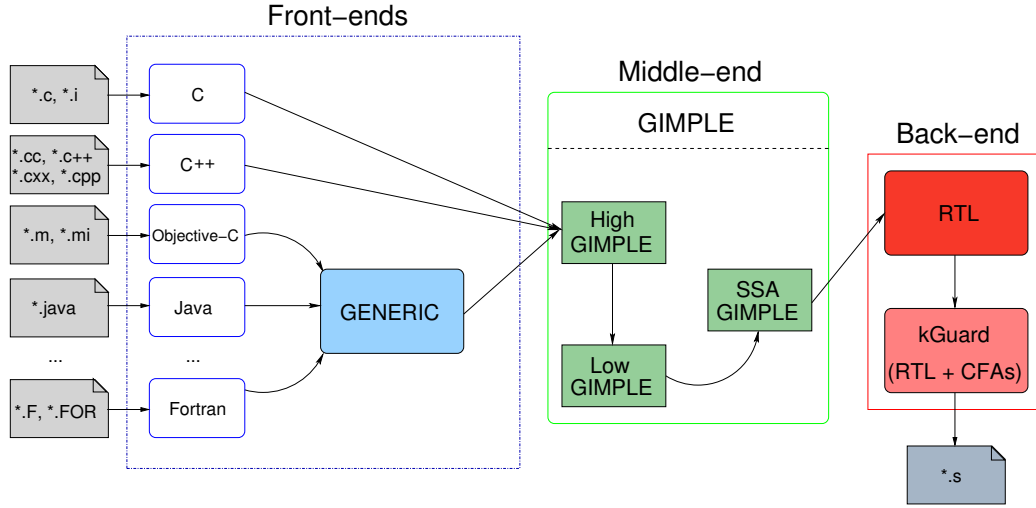 Front-ends
*.c, *.i
C
*.cc, *.c++
*.cxx, *.cpp
C++
*.m, *.mi
Objective-C
*.java
Java
...
...
*.F, *.FOR
Fortran
GENERIC
Middle-end
GIMPLE
High
GIMPLE
Low
GIMPLE
SSA
GIMPLE
Back-end
RTL
kGuard
(RTL + CFAs)
*.s